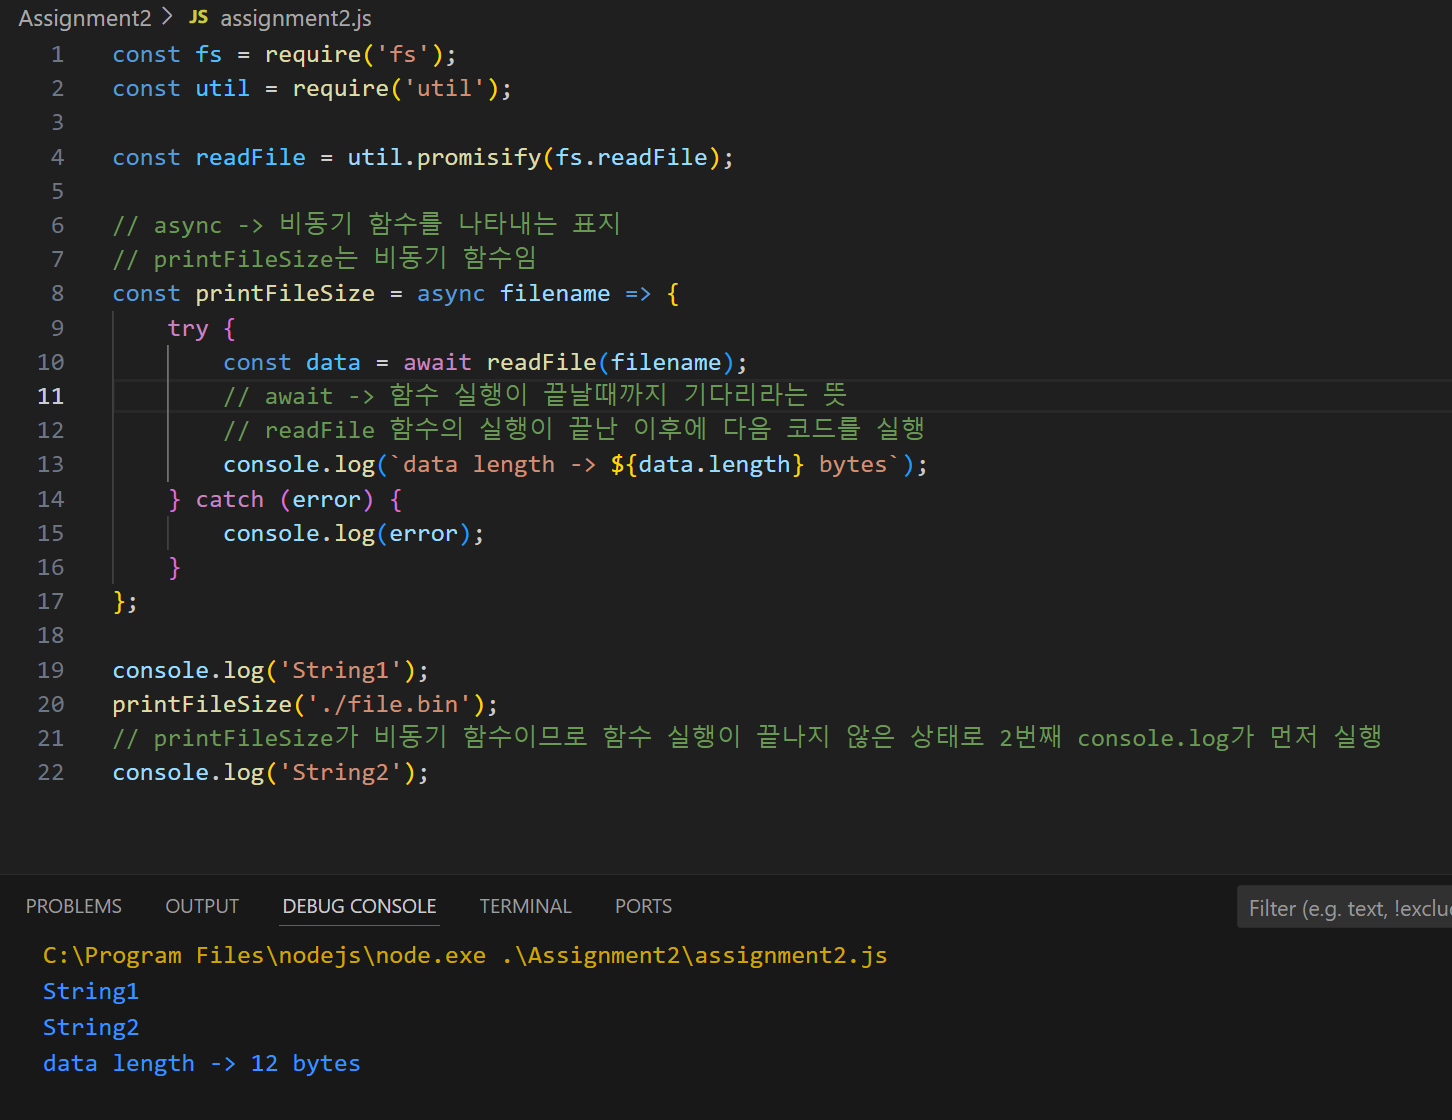 Assignment2 > JS assignment2.js
1 const fs = require('fs');
2 const util = require('util');
3
4 const readFile = util.promisify(fs.readFile);
5
6 // async -> 비동기 함수를 나타내는 표지
7 // printFileSize는 비동기 함수임
8 const printFileSize = async filename => {
9 try {
10 const data = await readFile(filename);
11 // await -> 함수 실행이 끝날때까지 기다리라는 뜻
12 // readFile 함수의 실행이 끝난 이후에 다음 코드를 실행
13 console.log(`data length -> ${data.length} bytes`);
14 } catch (error) {
15 console.log(error);
16 }
17 };
18
19 console.log('String1');
20 printFileSize('./file.bin');
21 // printFileSize가 비동기 함수이므로 함수 실행이 끝나지 않은 상태로 2번째 console.log가 먼저 실행
22 console.log('String2');
PROBLEMS OUTPUT DEBUG CONSOLE TERMINAL PORTS Filter (e.g. text, !exclu
C:\Program Files\nodejs\node.exe .\Assignment2\assignment2.js
String1
String2
data length -> 12 bytes